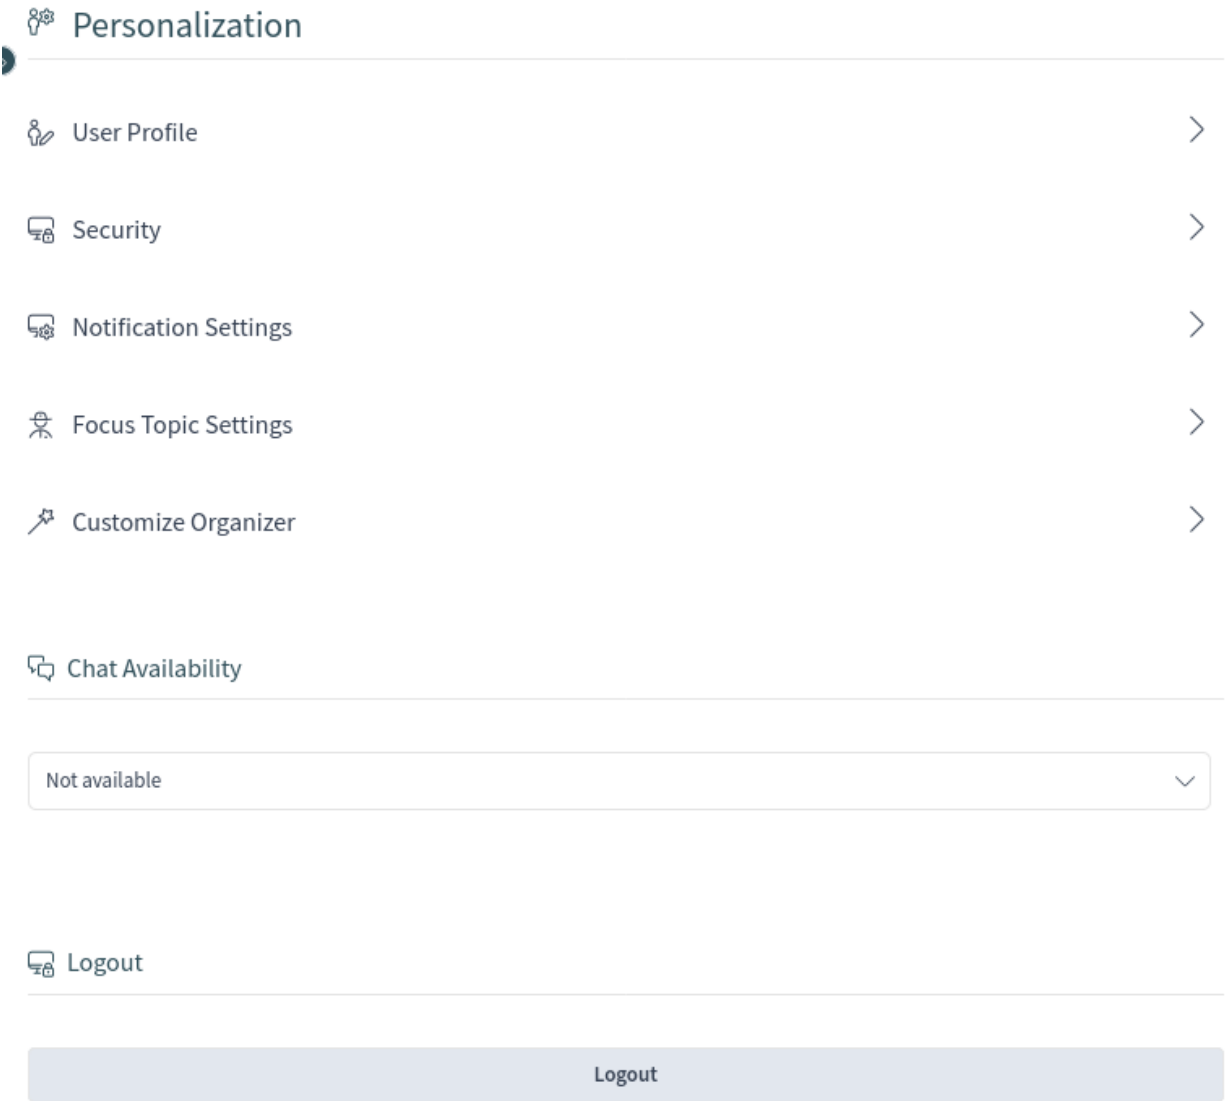 Personalization
User Profile
Security
Notification Settings
Focus Topic Settings
Customize Organizer
Chat Availability
Not available
Logout
Logout